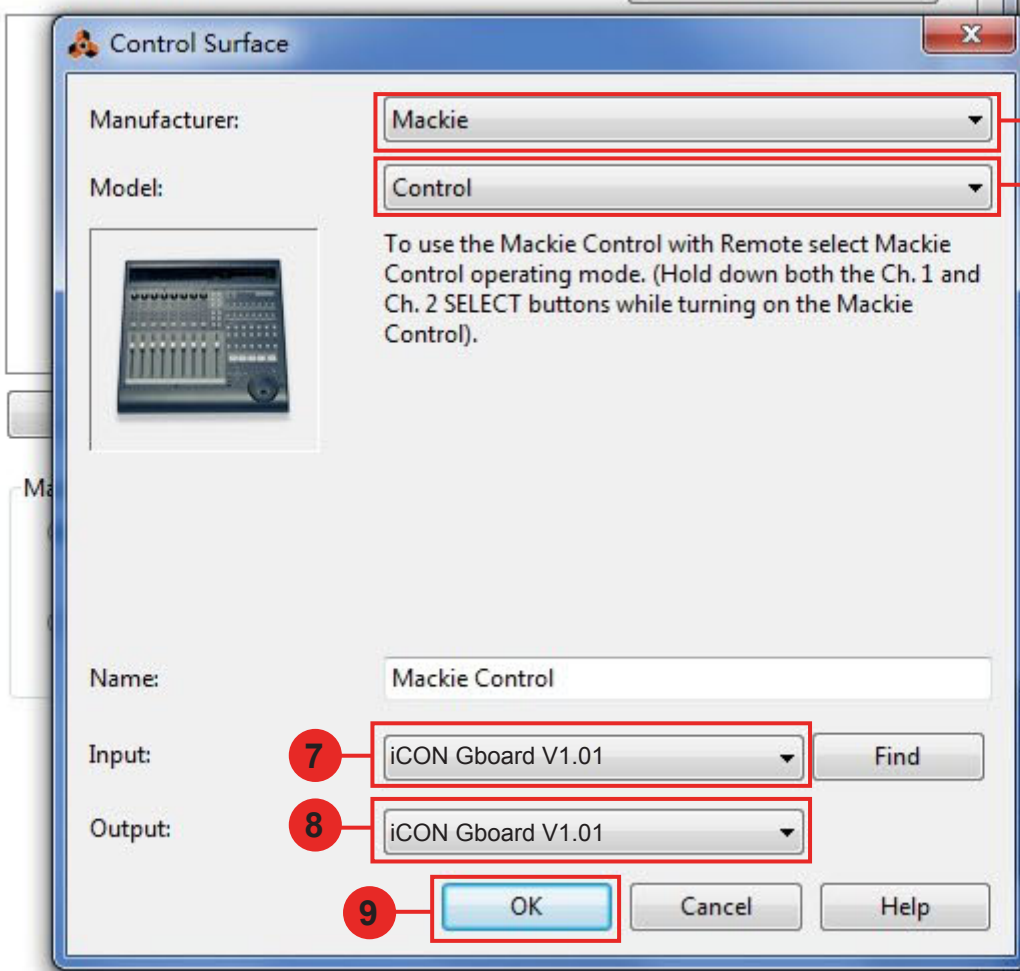 Control Surface
Manufacturer:
Mackie
Model:
Control
To use the Mackie Control with Remote select Mackie
Control operating mode. (Hold down both the Ch. 1 and
Ch. 2 SELECT buttons while turning on the Mackie
Control).
Ma
Name:
Mackie Control
Input:
7
iCON Gboard V1.01
Find
Output:
8
iCON Gboard V1.01
9
OK
Cancel
Help